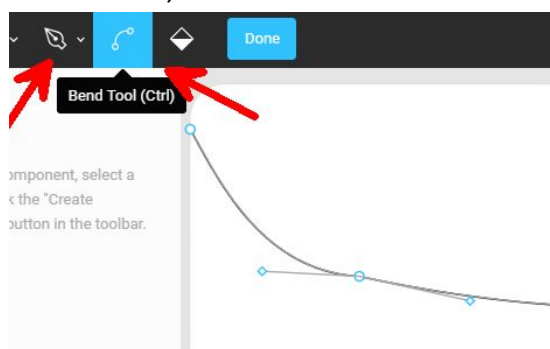 Done
Bend Tool (Ctrl)
omponent, select a
k the "Create
button in the toolbar.